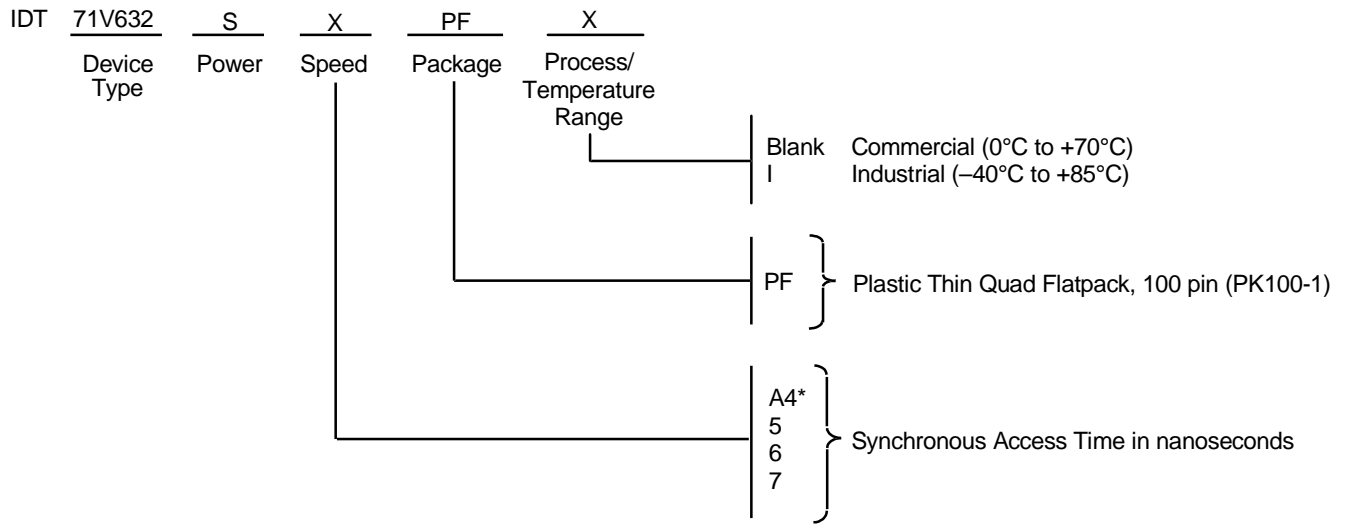 IDT 71V632 S X PF X
Device Type Power Speed Package Process/ Temperature Range
Blank Commercial (0°C to +70°C)
I Industrial (–40°C to +85°C)
PF Plastic Thin Quad Flatpack, 100 pin (PK100-1)
A4*
5
6
7
Synchronous Access Time in nanoseconds